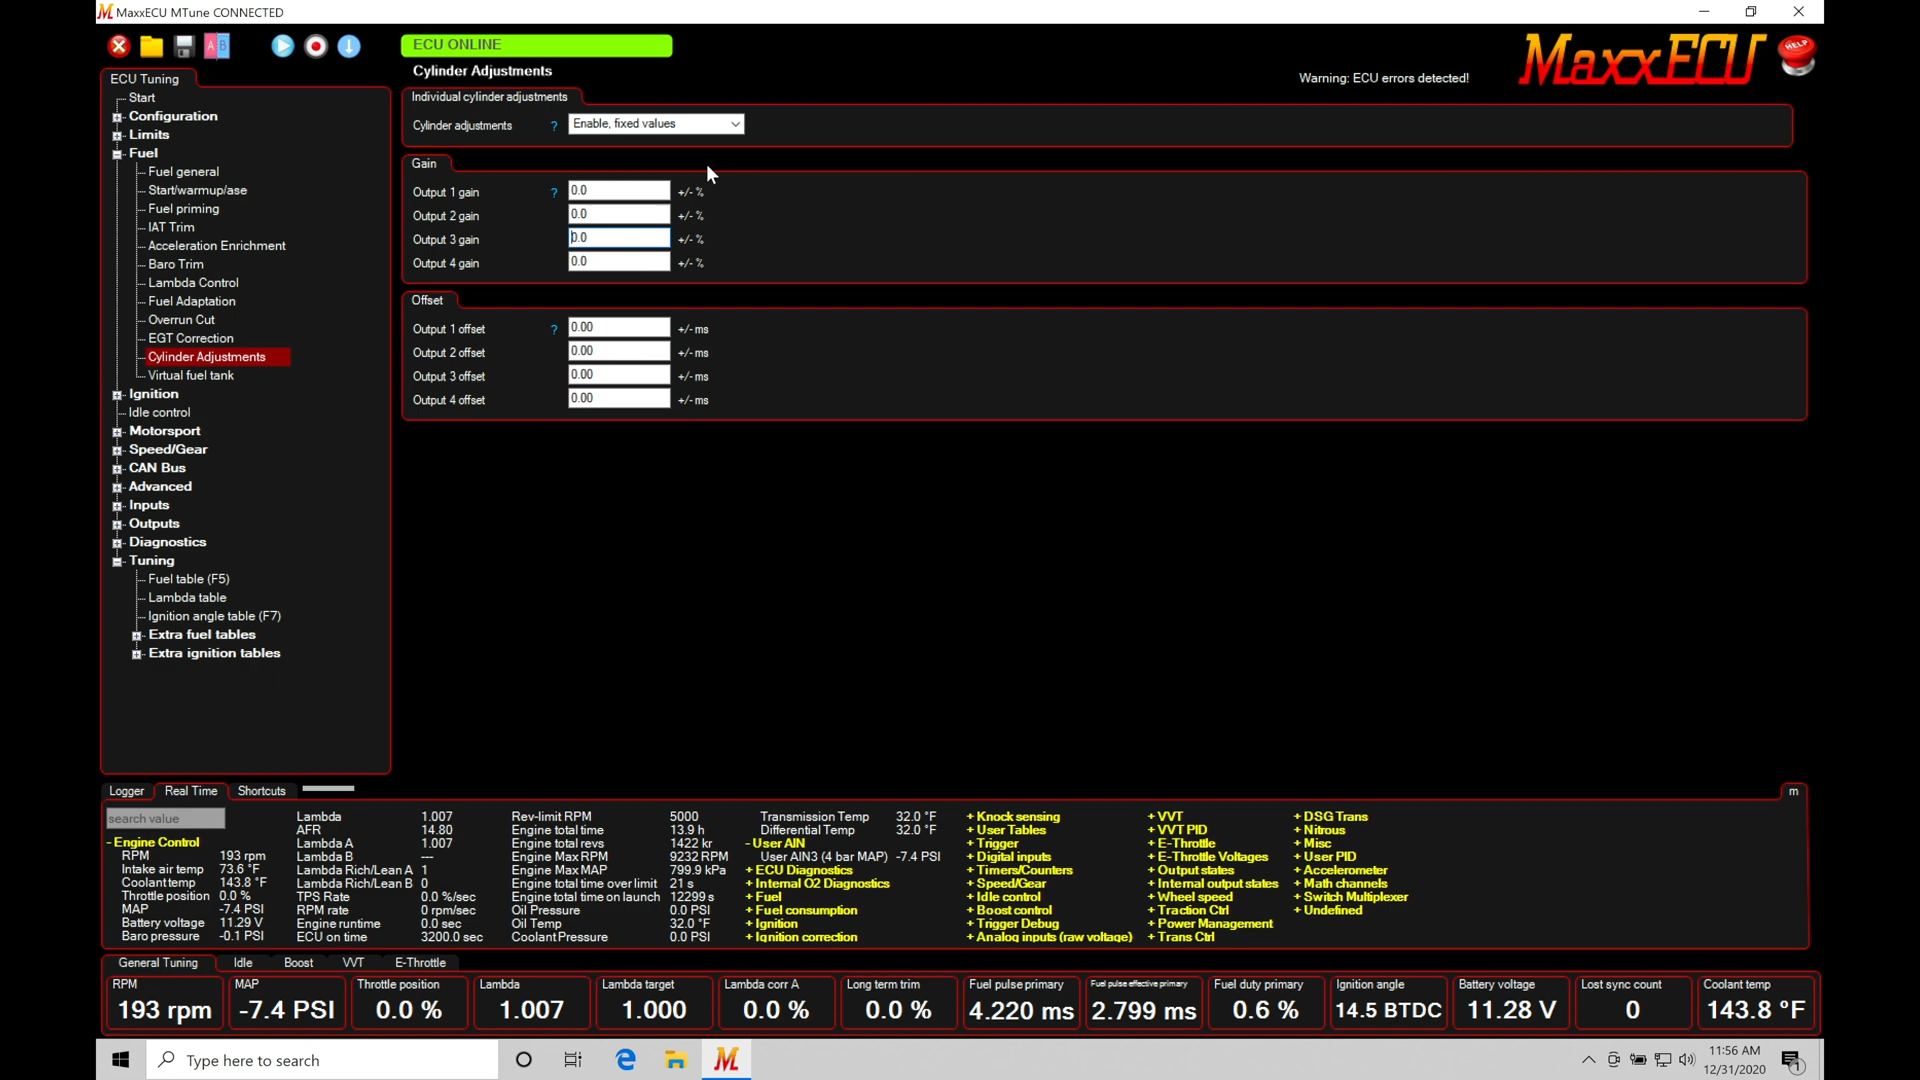 MaxxECU MTune CONNECTED
A B
ECU ONLINE
Cylinder Adjustments
Warning: ECU errors detected!
MaxxECU
HELP
ECU Tuning
Start
Configuration
Limits
Fuel
Fuel general
Start/warmup/ase
Fuel priming
IAT Trim
Acceleration Enrichment
Baro Trim
Lambda Control
Fuel Adaptation
Overrun Cut
EGT Correction
Cylinder Adjustments
Virtual fuel tank
Ignition
Idle control
Motorsport
Speed/Gear
CAN Bus
Advanced
Inputs
Outputs
Diagnostics
Tuning
Fuel table (F5)
Lambda table
Ignition angle table (F7)
Extra fuel tables
Extra ignition tables
Individual cylinder adjustments
Cylinder adjustments ? Enable, fixed values
Gain
Output 1 gain ? 0.0 +/- %
Output 2 gain 0.0 +/- %
Output 3 gain 0.0 +/- %
Output 4 gain 0.0 +/- %
Offset
Output 1 offset ? 0.00 +/- ms
Output 2 offset 0.00 +/- ms
Output 3 offset 0.00 +/- ms
Output 4 offset 0.00 +/- ms
Logger Real Time Shortcuts m
search value
- Engine Control
RPM 193 rpm
Intake air temp 73.6 °F
Coolant temp 143.8 °F
Throttle position 0.0 %
MAP -7.4 PSI
Battery voltage 11.29 V
Baro pressure -0.1 PSI
Lambda 1.007
AFR 14.80
Lambda A 1.007
Lambda B ---
Lambda Rich/Lean A 1
Lambda Rich/Lean B 0
TPS Rate 0.0 %/sec
RPM rate 0 rpm/sec
Engine runtime 0.0 sec
ECU on time 3200.0 sec
Rev-limit RPM 5000
Engine total time 13.9 h
Engine total revs 1422 kr
Engine Max RPM 9232 RPM
Engine Max MAP 799.9 kPa
Engine total time over limit 21 s
Engine total time on launch 12299 s
Oil Pressure 0.0 PSI
Oil Temp 32.0 °F
Coolant Pressure 0.0 PSI
Transmission Temp 32.0 °F
Differential Temp 32.0 °F
- User AIN
User AIN3 (4 bar MAP) -7.4 PSI
+ ECU Diagnostics
+ Internal O2 Diagnostics
+ Fuel
+ Fuel consumption
+ Ignition
+ Ignition correction
+ Knock sensing
+ User Tables
+ Trigger
+ Digital inputs
+ Timers/Counters
+ Speed/Gear
+ Idle control
+ Boost control
+ Trigger Debug
+ Analog inputs (raw voltage)
+ VVT
+ VVT PID
+ E-Throttle
+ E-Throttle Voltages
+ Output states
+ Internal output states
+ Wheel speed
+ Traction Ctrl
+ Power Management
+ Trans Ctrl
+ DSG Trans
+ Nitrous
+ Misc
+ User PID
+ Accelerometer
+ Math channels
+ Switch Multiplexer
+ Undefined
General Tuning Idle Boost VVT E-Throttle
RPM
193 rpm
MAP
-7.4 PSI
Throttle position
0.0 %
Lambda
1.007
Lambda target
1.000
Lambda corr A
0.0 %
Long term trim
0.0 %
Fuel pulse primary
4.220 ms
Fuel pulse effective primary
2.799 ms
Fuel duty primary
0.6 %
Ignition angle
14.5 BTDC
Battery voltage
11.28 V
Lost sync count
0
Coolant temp
143.8 °F
Type here to search
11:56 AM
12/31/2020
1